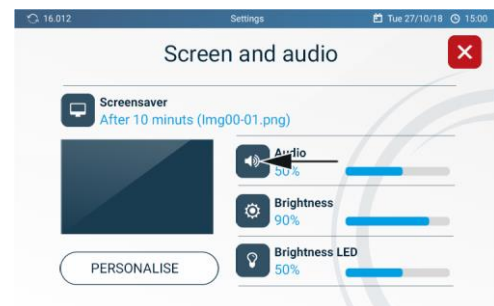 16.012 Settings Tue 27/10/18 15:00
Screen and audio
Screensaver
After 10 minuts (Img00-01.png)
Audio
50%
Brightness
90%
Brightness LED
50%
PERSONALISE